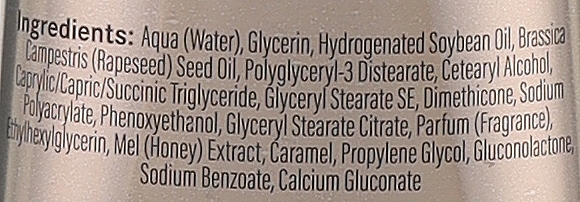 Ingredients: Aqua (Water), Glycerin, Hydrogenated Soybean Oil, Brassica
Campestris (Rapeseed) Seed Oil, Polyglyceryl-3 Distearate, Cetearyl Alcohol,
Caprylic/Capric/Succinic Triglyceride, Glyceryl Stearate SE, Dimethicone, Sodium
Polyacrylate, Phenoxyethanol, Glyceryl Stearate Citrate, Parfum (Fragrance),
Ethylhexylglycerin, Mel (Honey) Extract, Caramel, Propylene Glycol, Gluconolactone,
Sodium Benzoate, Calcium Gluconate